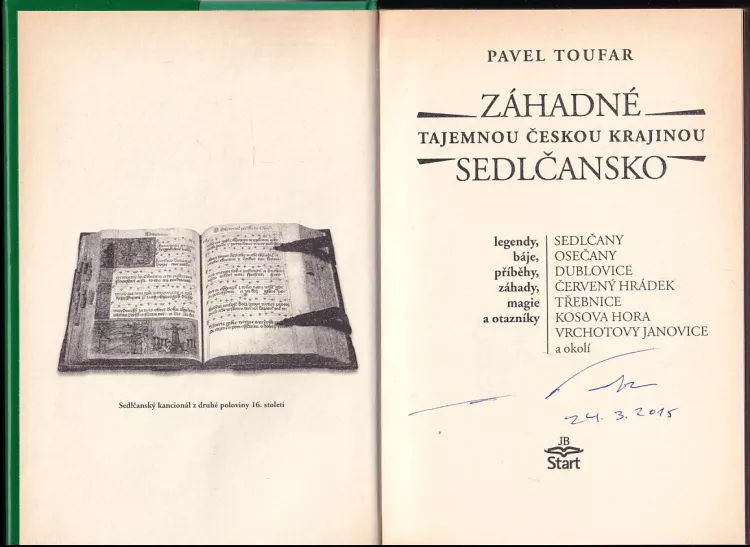 Sedlčanský kancionál z druhé poloviny 16. století
PAVEL TOUFAR
ZÁHADNÉ
TAJEMNOU ČESKOU KRAJINOU
SEDLČANSKO
legendy, SEDLČANY
báje, OSEČANY
příběhy, DUBLOVICE
záhady, ČERVENÝ HRÁDEK
magie TŘEBNICE
a otazníky KOSOVA HORA
VRCHOTOVY JANOVICE
a okolí
24. 3. 2015
JB
Start